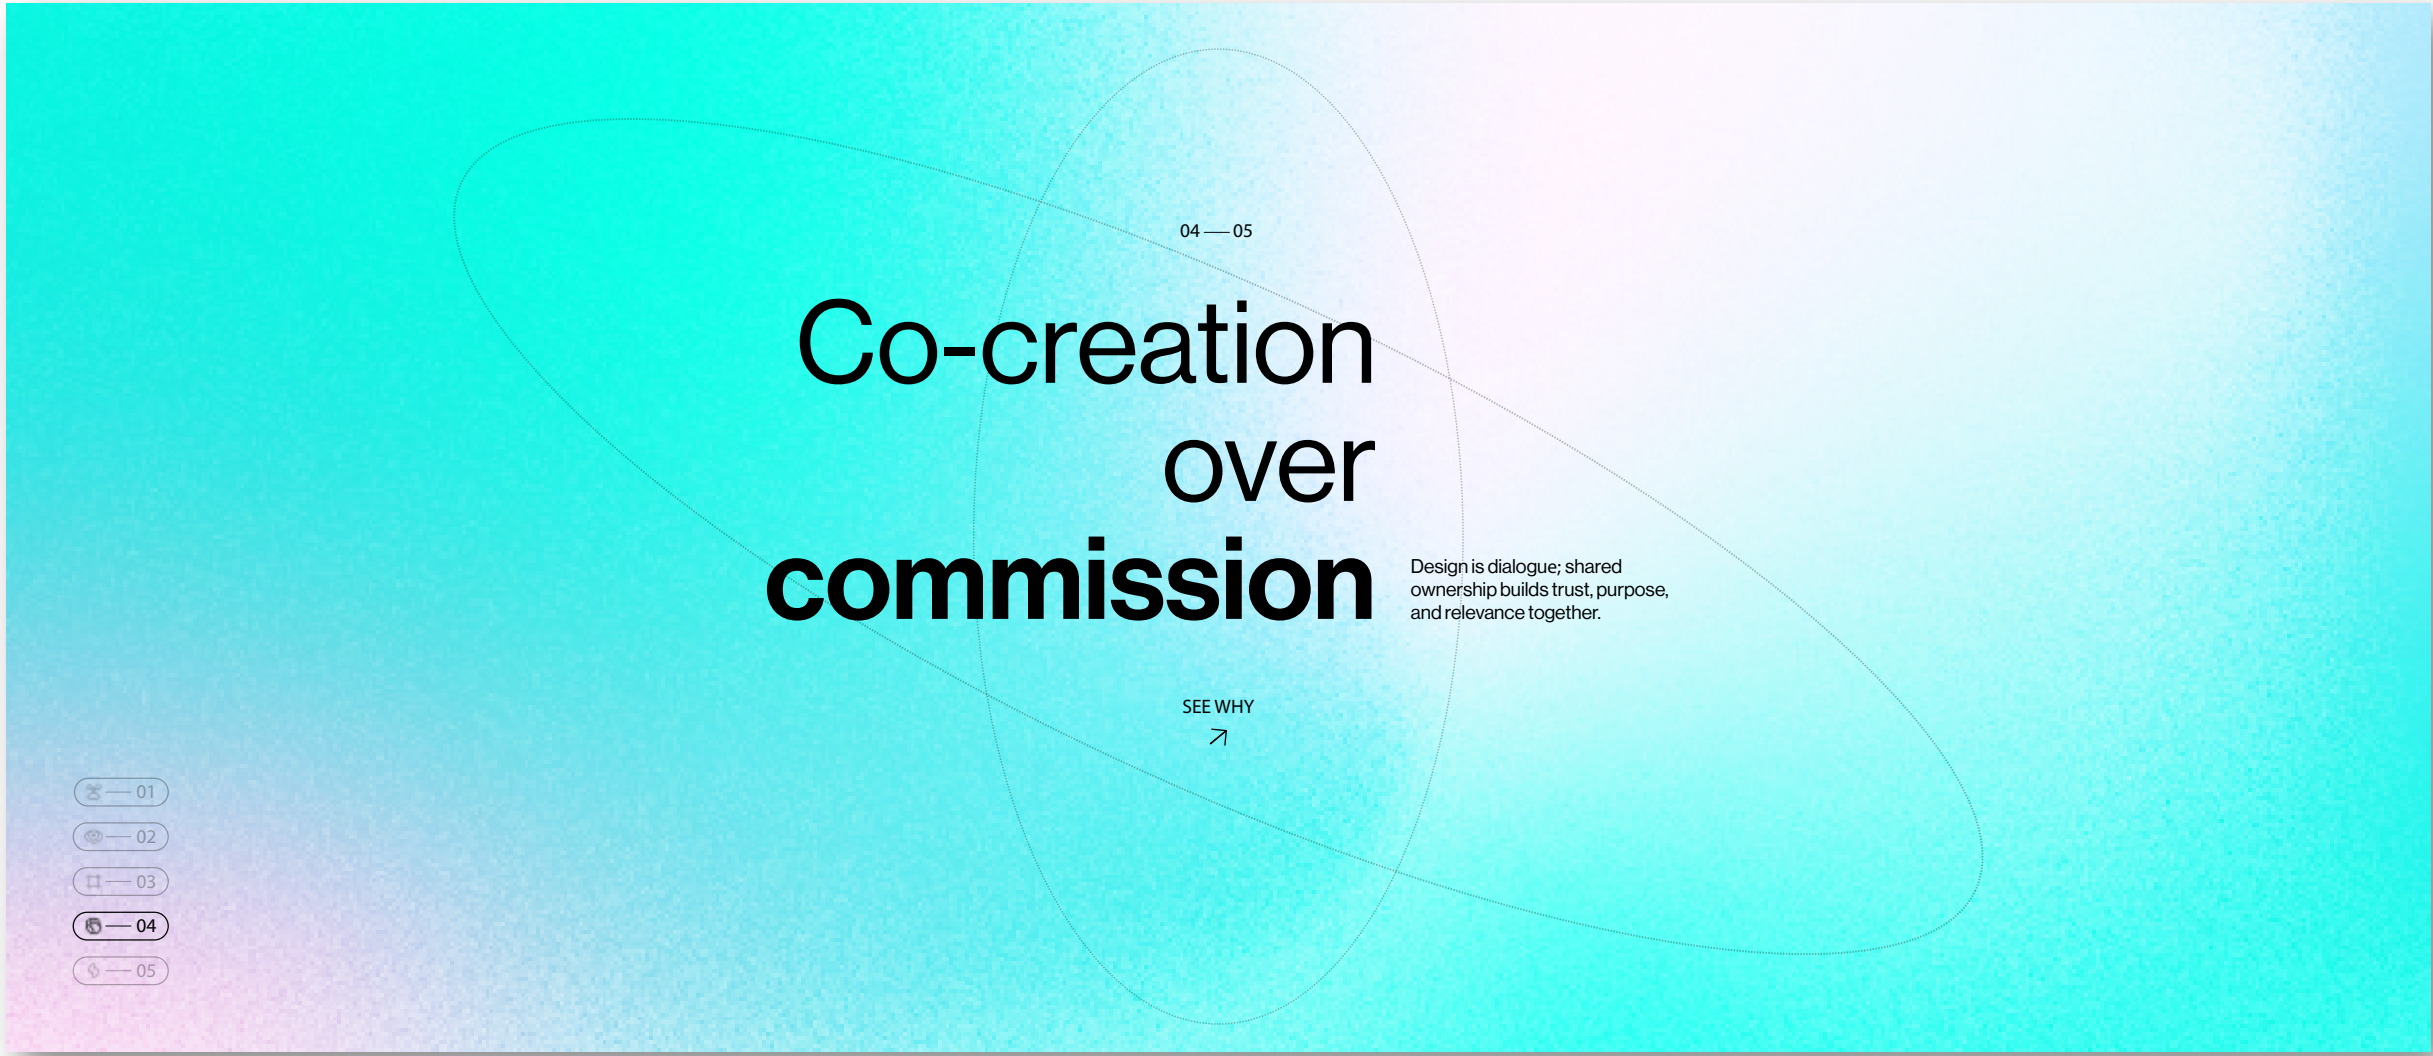 04 — 05
Co-creation
over
commission
Design is dialogue; shared
ownership builds trust, purpose,
and relevance together.
SEE WHY
— 01
— 02
— 03
— 04
— 05